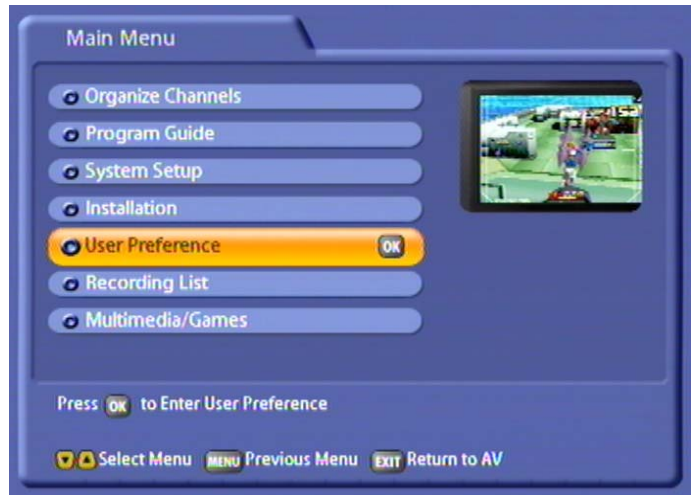 Main Menu
Organize Channels
Program Guide
System Setup
Installation
User Preference OK
Recording List
Multimedia/Games
Press OK to Enter User Preference
Select Menu MENU Previous Menu EXIT Return to AV